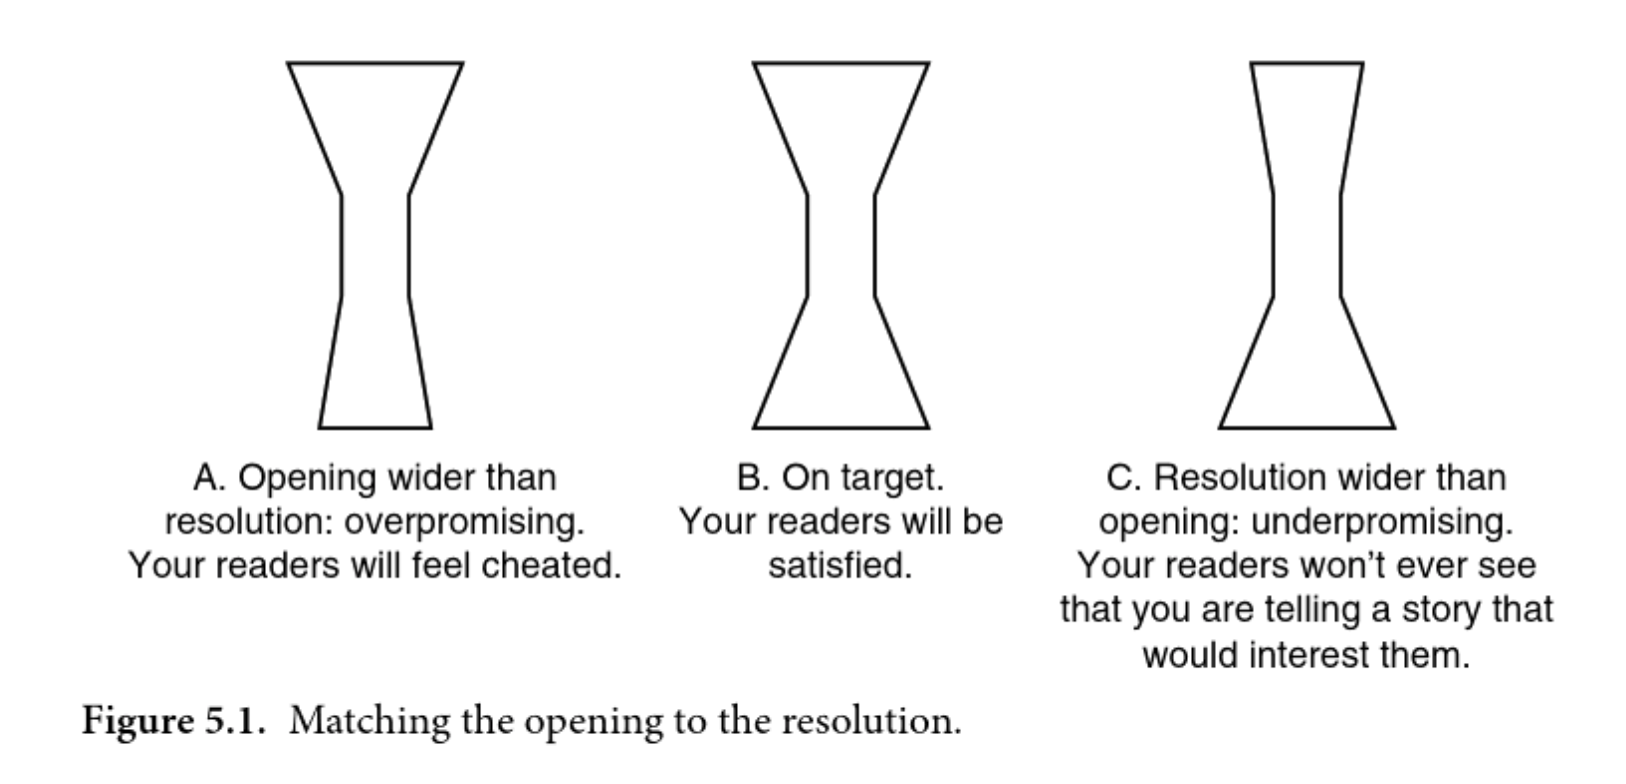 A. Opening wider than
resolution: overpromising.
Your readers will feel cheated.
B. On target.
Your readers will be
satisfied.
C. Resolution wider than
opening: underpromising.
Your readers won’t ever see
that you are telling a story that
would interest them.
Figure 5.1. Matching the opening to the resolution.